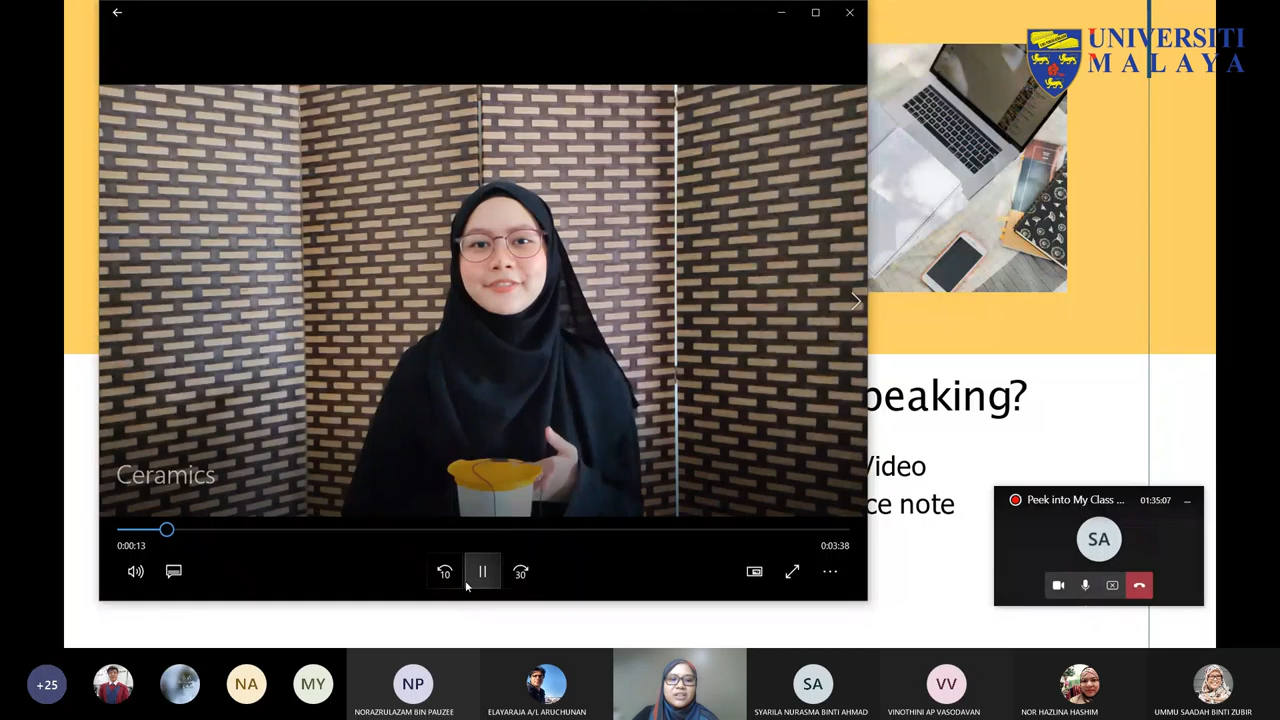 UNIVERSITI
MALAYA
peaking?
Video
ce note
Ceramics
0:00:13
0:03:38
10
30
Peek into My Class ...
01:35:07
SA
+25
NA
MY
NP
SA
VV
NORAZRULAZAM BIN PAUZEE
ELAYARAJA A/L ARUCHUNAN
SYARILA NURASMA BINTI AHMAD
VINOTHINI AP VASODAVAN
NOR HAZLINA HASHIM
UMMU SAADAH BINTI ZUBIR